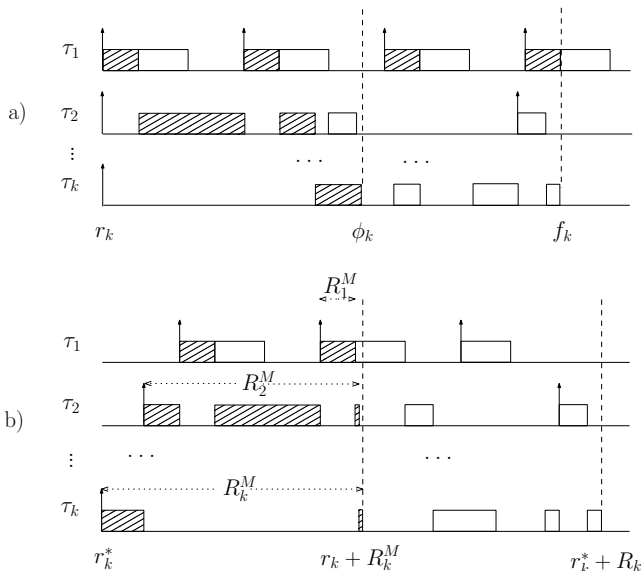 τ₁
a)
τ₂
⋮
· · · · · ·
τₖ
rₖ ϕₖ fₖ
R₁ᴹ
τ₁
R₂ᴹ
τ₂
b)
⋮
· · · · · ·
Rₖᴹ
τₖ
rₖ* rₖ + Rₖᴹ rₖ* + Rₖ